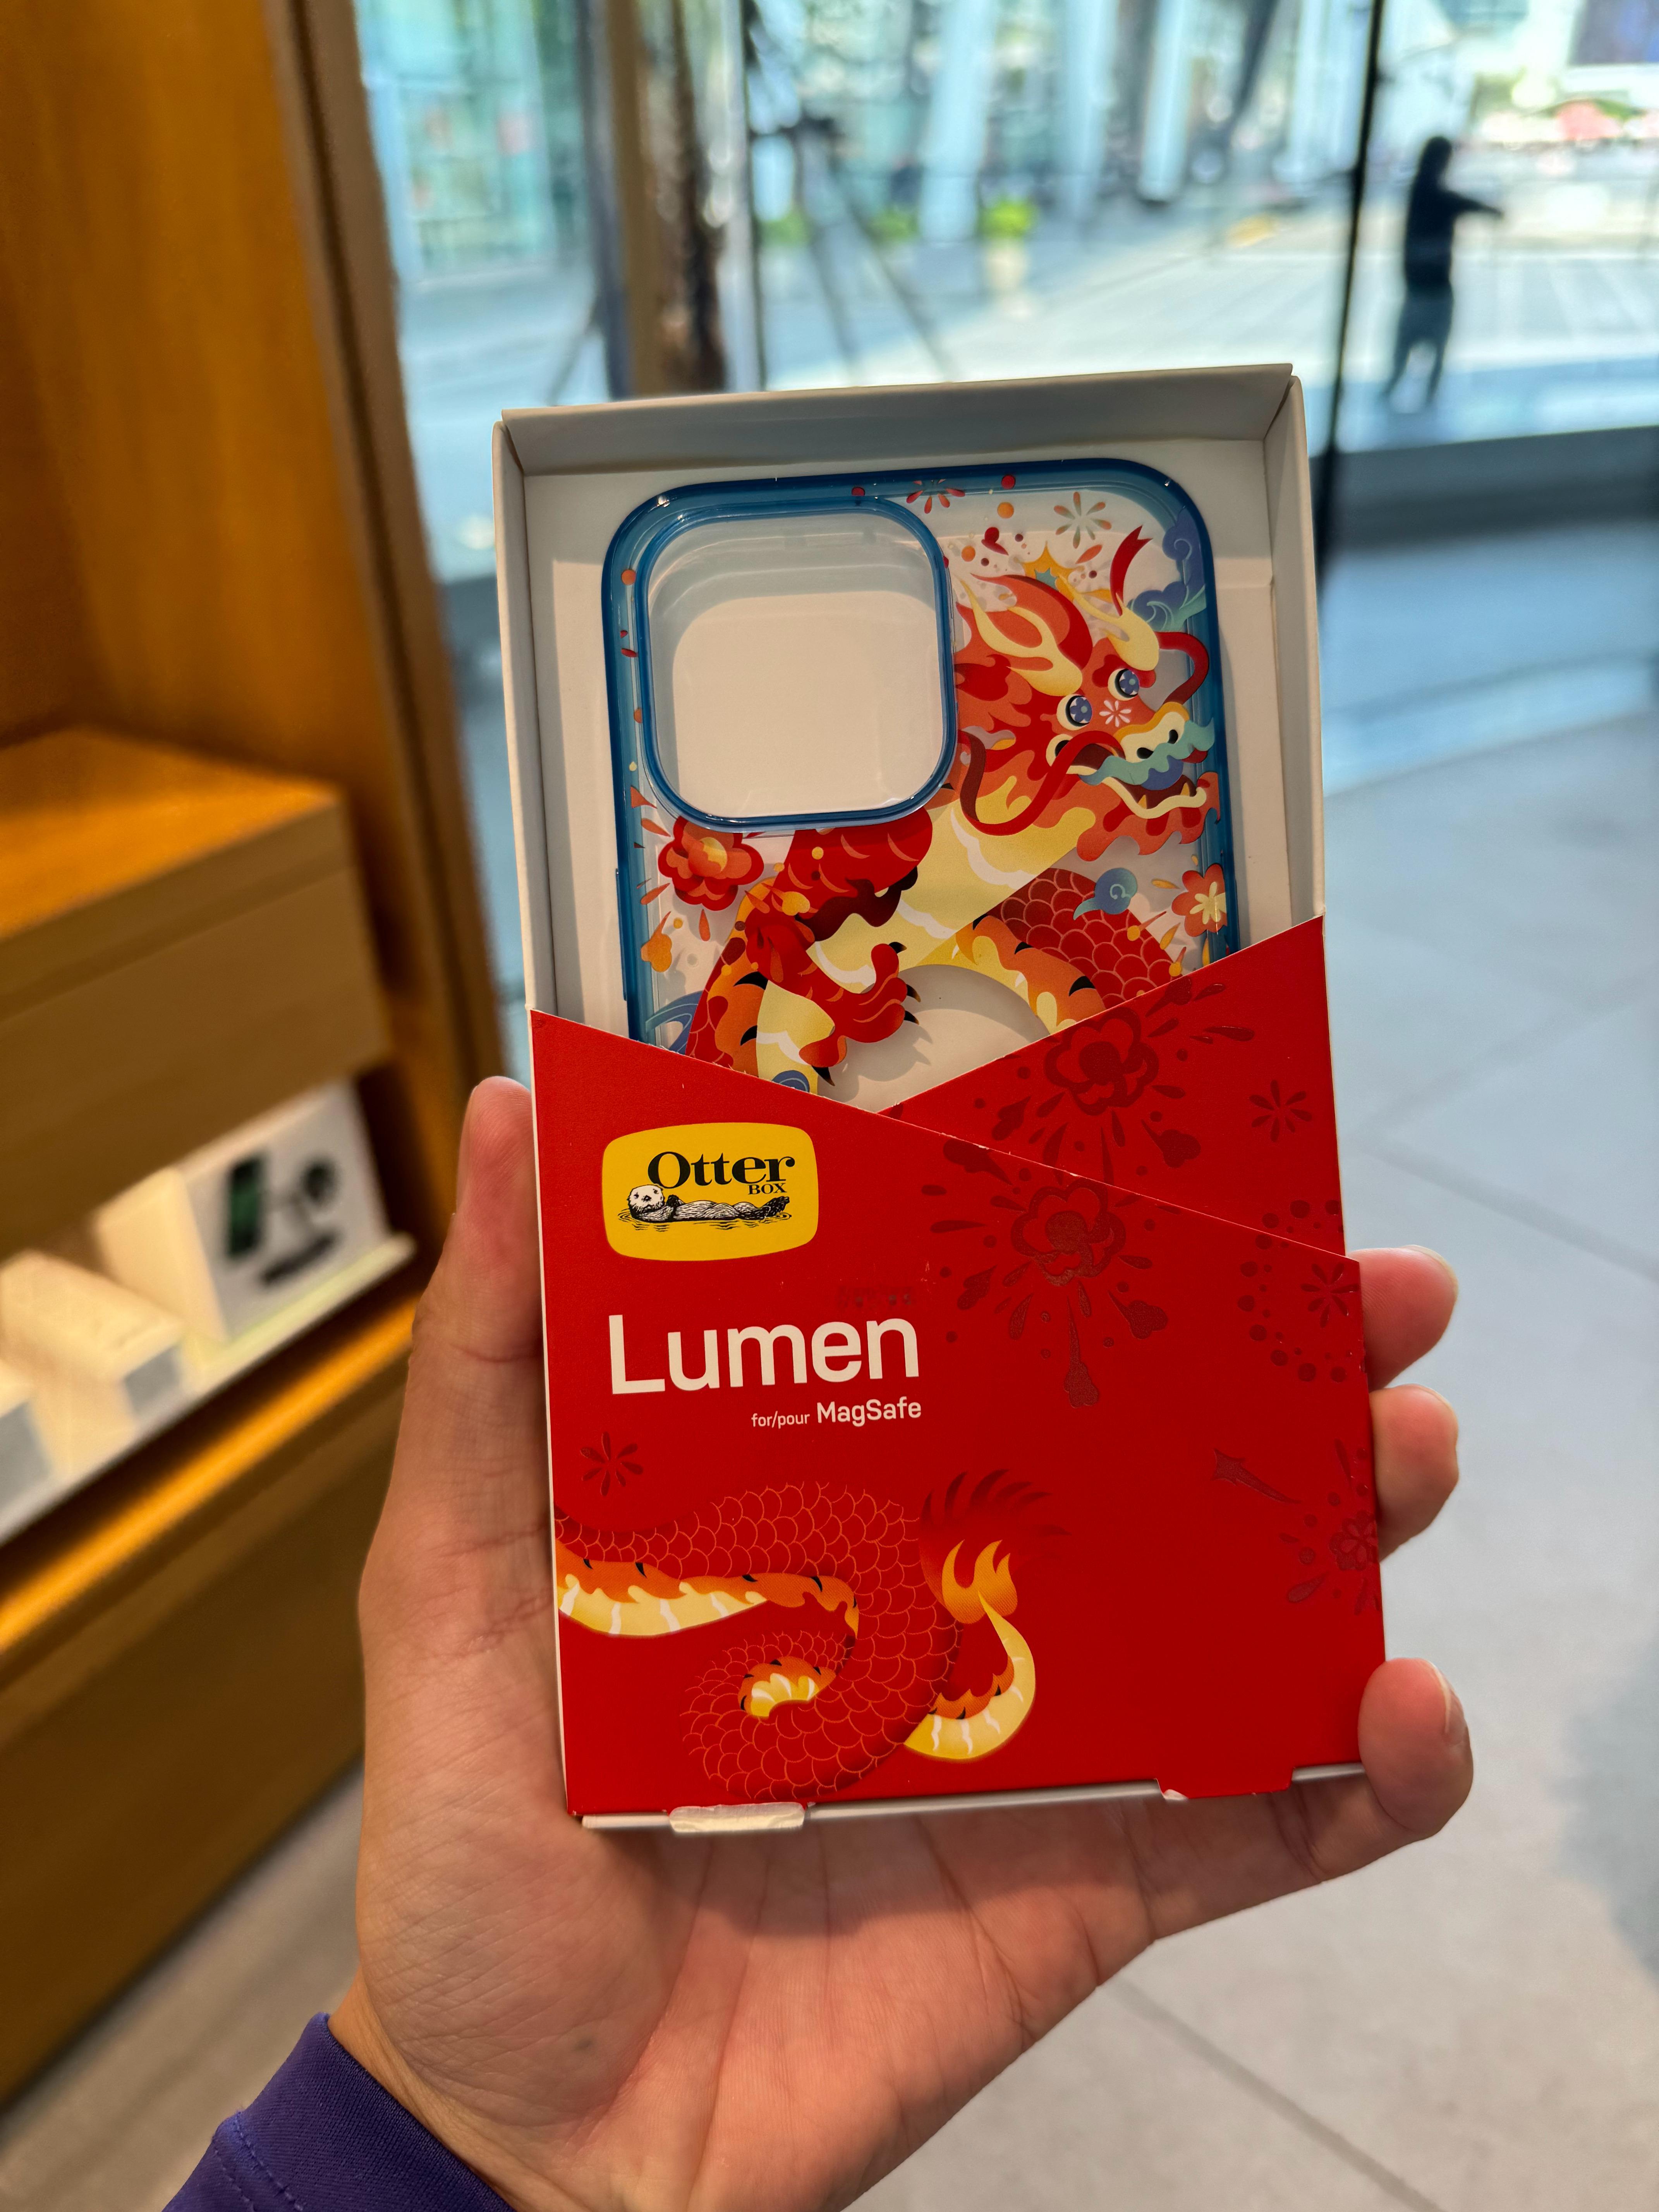 Otter
BOX
Lumen
for/pour MagSafe